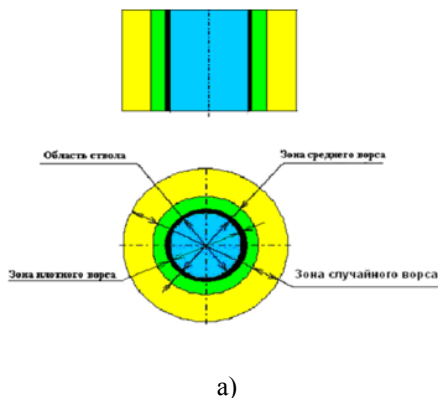 Область ствола
Зона среднего ворса
Зона плотного ворса
Зона случайного ворса
а)